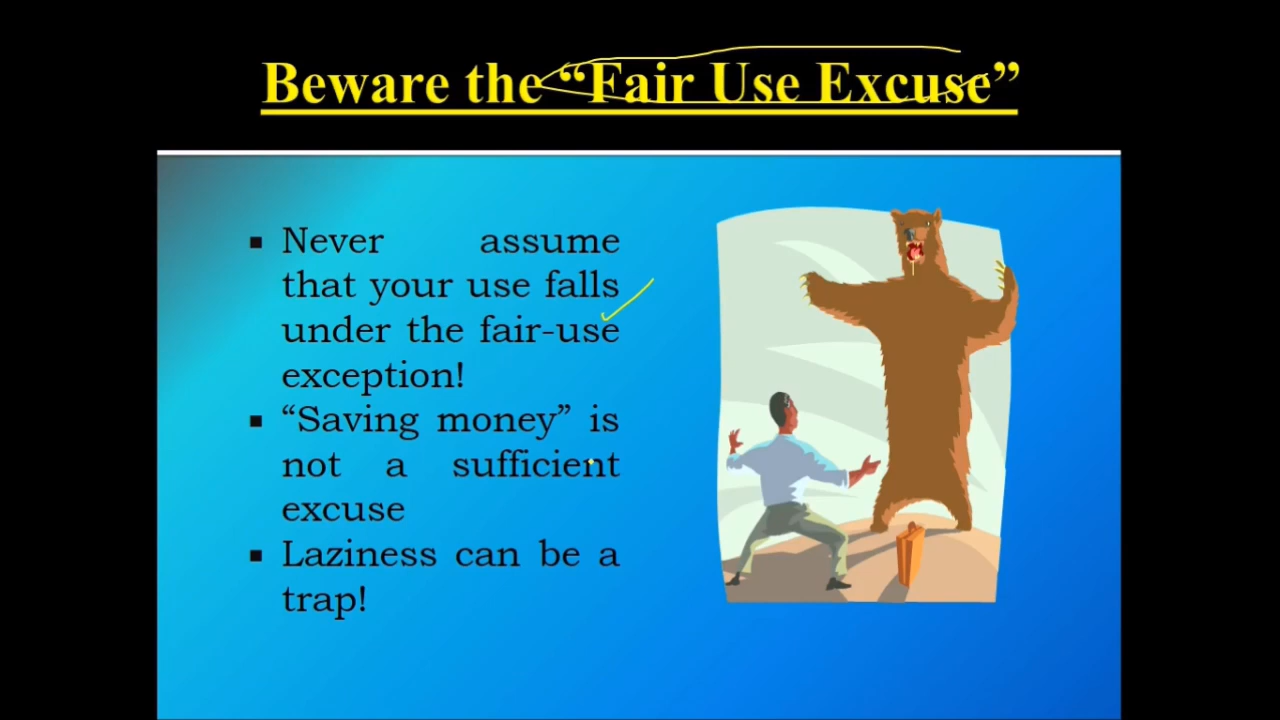 Beware the “Fair Use Excuse”
Never assume
that your use falls
under the fair-use
exception!
“Saving money” is
not a sufficient
excuse
Laziness can be a
trap!